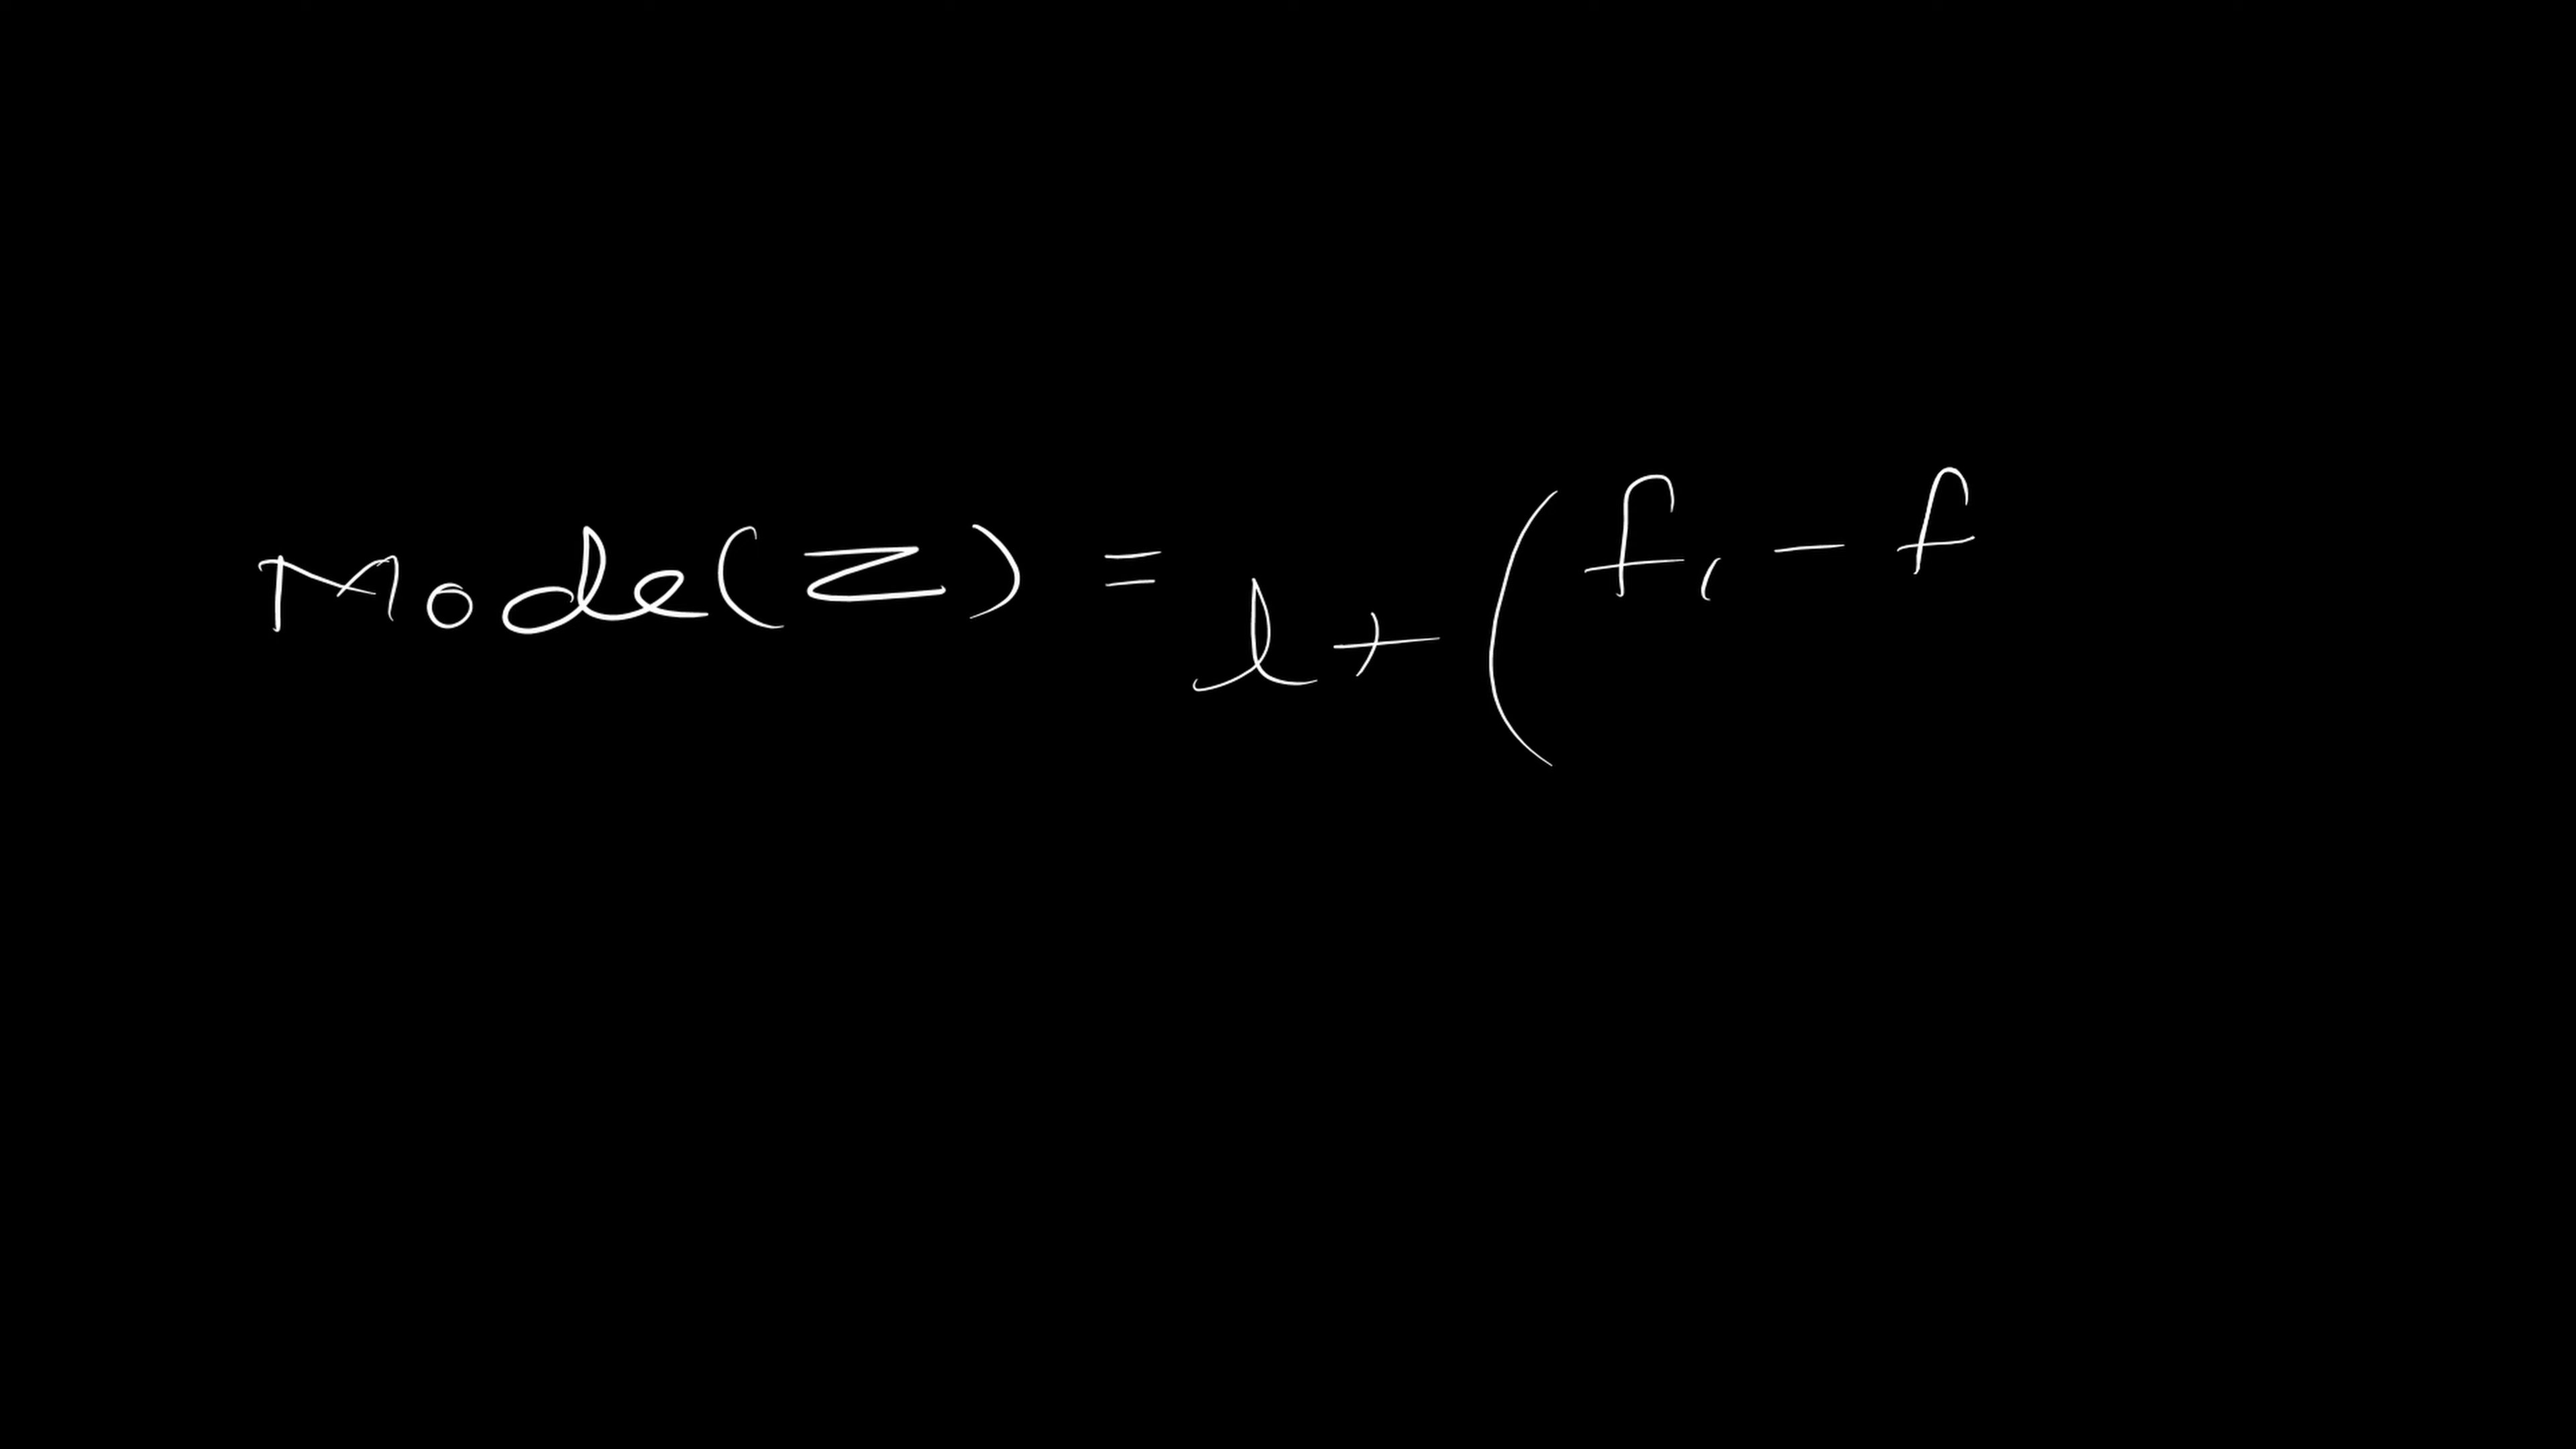 Mode(Z) = l + ( f₁ - f